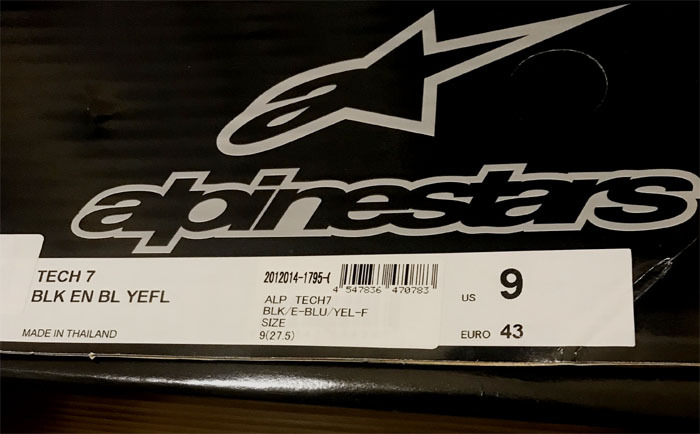 alpinestars
TECH 7
BLK EN BL YEFL
MADE IN THAILAND
2012014-1795-
4 547836 470783
ALP TECH7
BLK/E-BLU/YEL-F
SIZE
9(27.5)
US 9
EURO 43